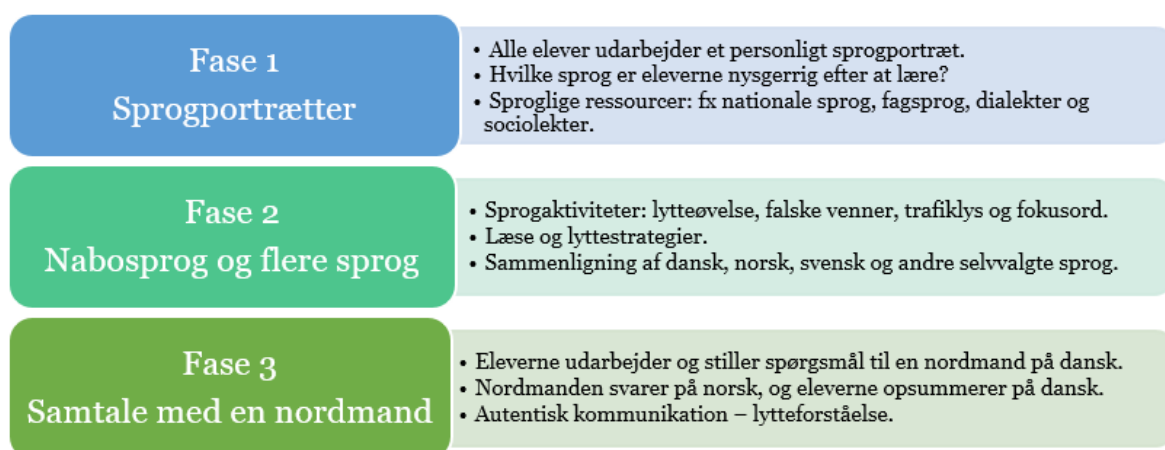 Fase 1
Sprogportrætter
• Alle elever udarbejder et personligt sprogportræt.
• Hvilke sprog er eleverne nysgerrig efter at lære?
• Sproglige ressourcer: fx nationale sprog, fagsprog, dialekter og
sociolekter.
Fase 2
Nabosprog og flere sprog
• Sprogaktiviteter: lytteøvelse, falske venner, trafiklys og fokusord.
• Læse og lyttestrategier.
• Sammenligning af dansk, norsk, svensk og andre selvvalgte sprog.
Fase 3
Samtale med en nordmand
• Eleverne udarbejder og stiller spørgsmål til en nordmand på dansk.
• Nordmanden svarer på norsk, og eleverne opsummerer på dansk.
• Autentisk kommunikation – lytteforståelse.